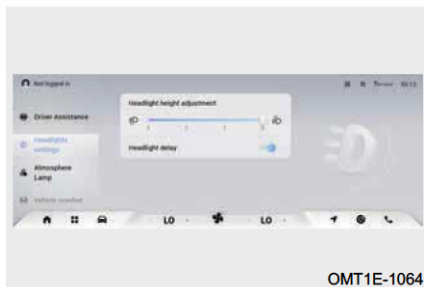 Not logged in
Headlight height adjustment
Driver Assistance
Headlights
settings
Headlight delay
Atmosphere
Lamp
LO
LO
OMT1E-1064